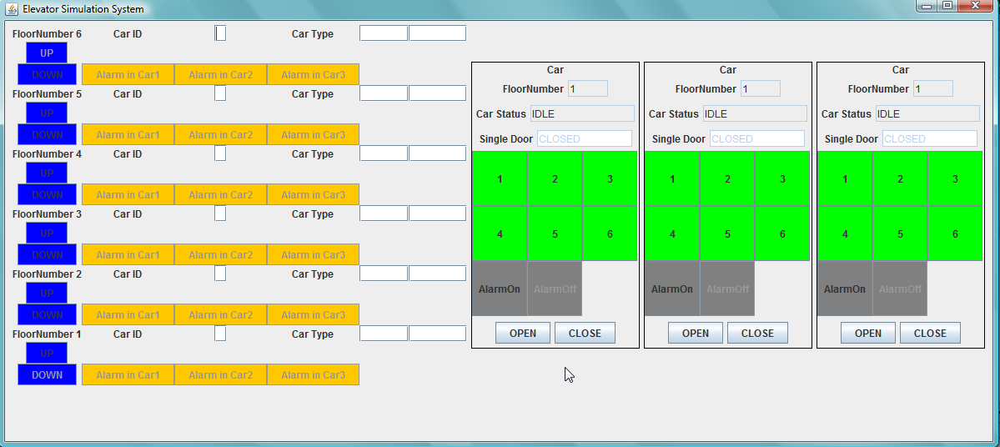 Elevator Simulation System
FloorNumber 6 Car ID Car Type
UP
DOWN Alarm in Car1 Alarm in Car2 Alarm in Car3
FloorNumber 5 Car ID Car Type
UP
DOWN Alarm in Car1 Alarm in Car2 Alarm in Car3
FloorNumber 4 Car ID Car Type
UP
DOWN Alarm in Car1 Alarm in Car2 Alarm in Car3
FloorNumber 3 Car ID Car Type
UP
DOWN Alarm in Car1 Alarm in Car2 Alarm in Car3
FloorNumber 2 Car ID Car Type
UP
DOWN Alarm in Car1 Alarm in Car2 Alarm in Car3
FloorNumber 1 Car ID Car Type
UP
DOWN Alarm in Car1 Alarm in Car2 Alarm in Car3
Car
FloorNumber 1
Car Status IDLE
Single Door CLOSED
1 2 3
4 5 6
AlarmOn AlarmOff
OPEN CLOSE
Car
FloorNumber 1
Car Status IDLE
Single Door CLOSED
1 2 3
4 5 6
AlarmOn AlarmOff
OPEN CLOSE
Car
FloorNumber 1
Car Status IDLE
Single Door CLOSED
1 2 3
4 5 6
AlarmOn AlarmOff
OPEN CLOSE